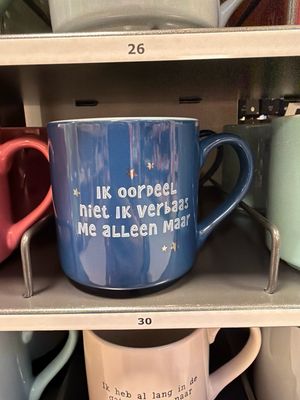 26
Ik oordeel
niet Ik verbaas
Me alleen Maar
30
Ik heb al lang in de